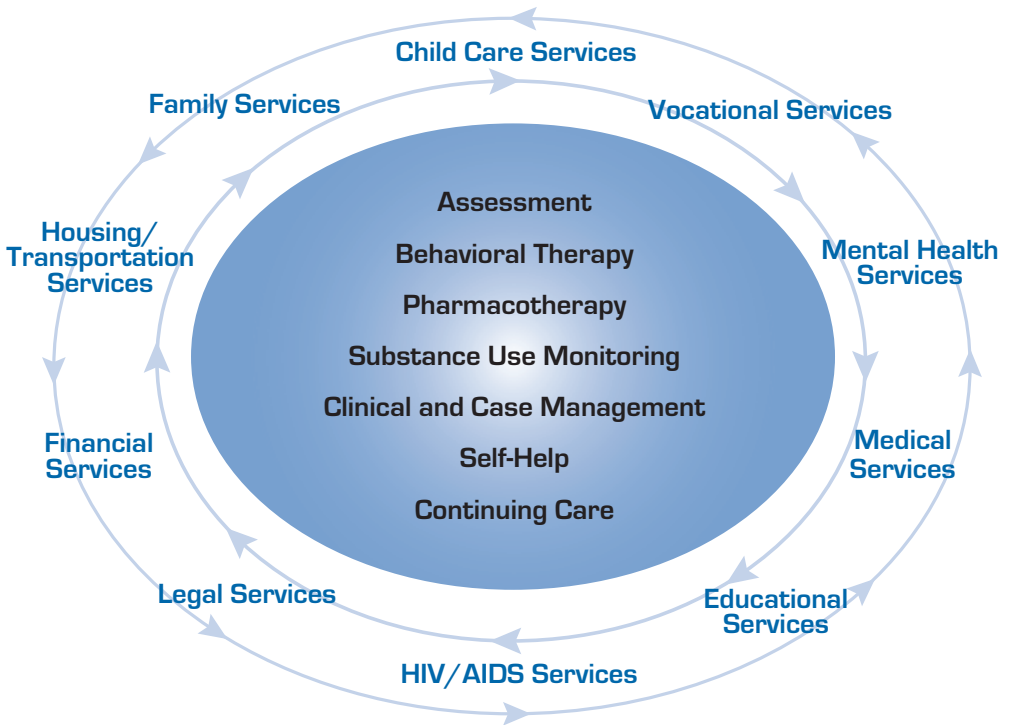 Child Care Services
Family Services
Vocational Services
Assessment
Housing/
Transportation
Services
Behavioral Therapy
Mental Health
Services
Pharmacotherapy
Substance Use Monitoring
Clinical and Case Management
Financial
Services
Self-Help
Medical
Services
Continuing Care
Legal Services
Educational
Services
HIV/AIDS Services